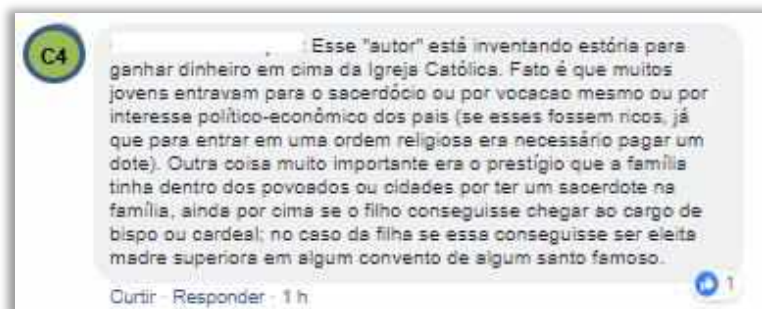 C4
: Esse "autor" está inventando estória para
ganhar dinheiro em cima da Igreja Católica. Fato é que muitos
jovens entravam para o sacerdócio ou por vocacao mesmo ou por
interesse político-econômico dos pais (se esses fossem ricos, já
que para entrar em uma ordem religiosa era necessário pagar um
dote). Outra coisa muito importante era o prestígio que a família
tinha dentro dos povoados ou cidades por ter um sacerdote na
família, ainda por cima se o filho conseguisse chegar ao cargo de
bispo ou cardeal; no caso da filha se essa conseguisse ser eleita
madre superiora em algum convento de algum santo famoso.
1
Curtir · Responder · 1 h